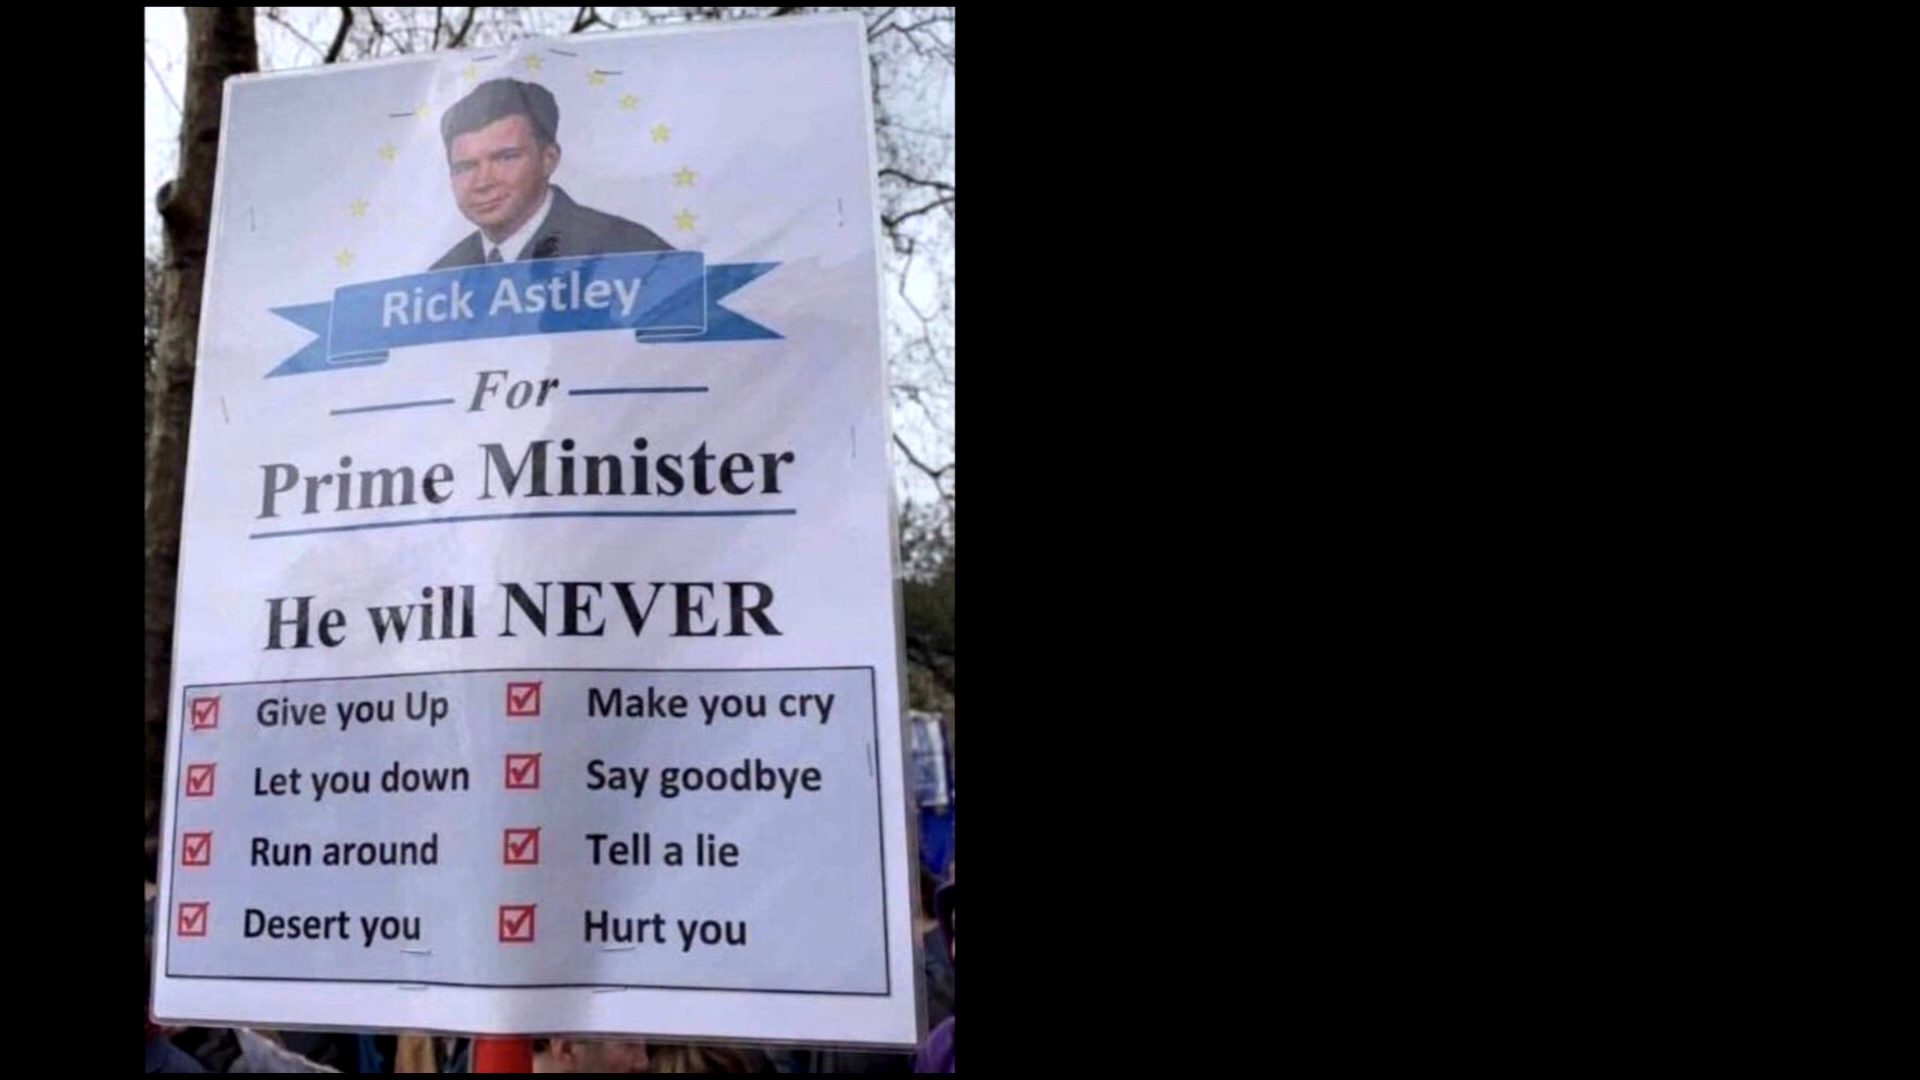 Rick Astley
For
Prime Minister
He will NEVER
Give you Up
Let you down
Run around
Desert you
Make you cry
Say goodbye
Tell a lie
Hurt you